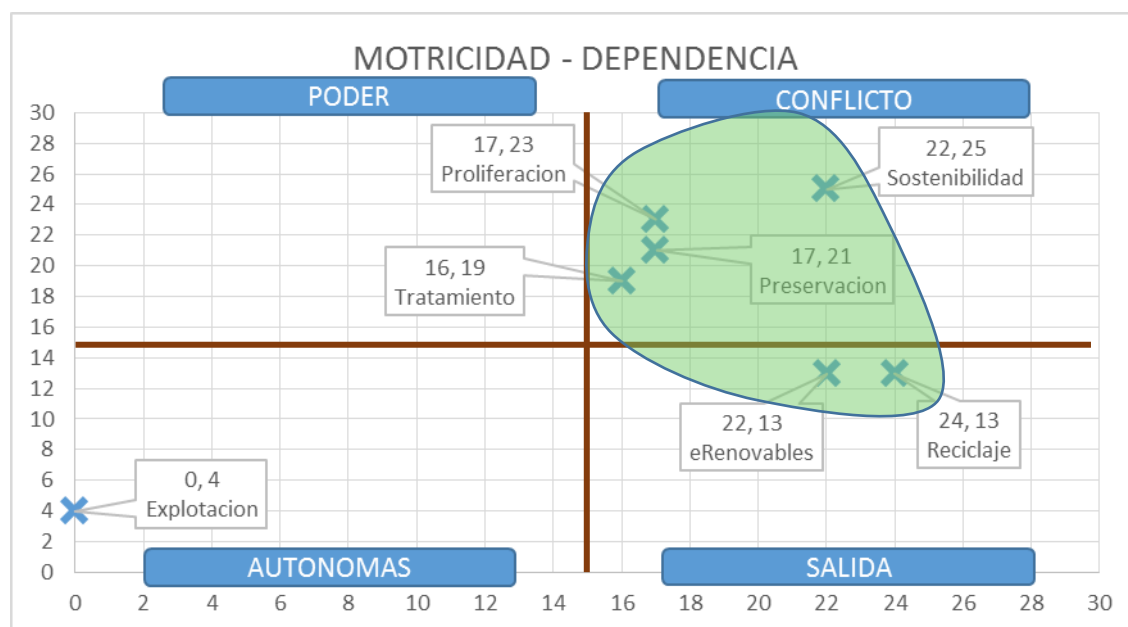 MOTRICIDAD - DEPENDENCIA
PODER
CONFLICTO
30
28
26
24
22
20
18
16
14
12
10
8
6
4
2
0
17, 23
Proliferacion
22, 25
Sostenibilidad
16, 19
Tratamiento
17, 21
Preservacion
22, 13
eRenovables
24, 13
Reciclaje
0, 4
Explotacion
AUTONOMAS
SALIDA
0 2 4 6 8 10 12 14 16 18 20 22 24 26 28 30